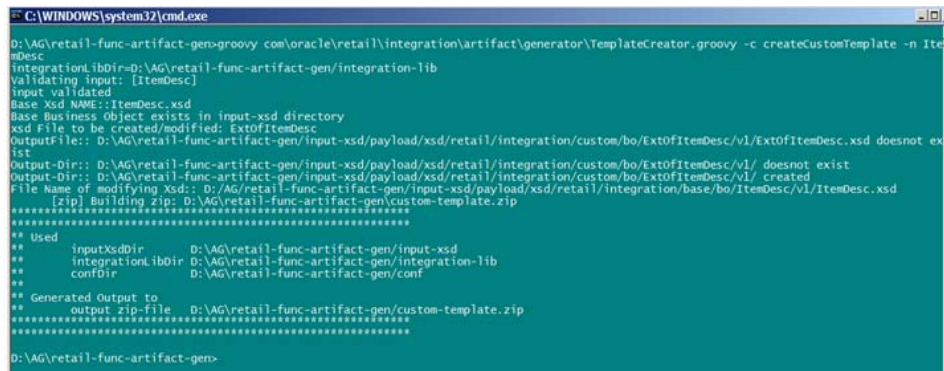 C:\WINDOWS\system32\cmd.exe
D:\AG\retail-func-artifact-gen>groovy com\oracle\retail\integration\artifact\generator\TemplateCreator.groovy -c createCustomTemplate -n Ite
mDesc
integrationLibDir=D:\AG\retail-func-artifact-gen/integration-lib
Validating input: [ItemDesc]
input validated
Base Xsd NAME::ItemDesc.xsd
Base Business Object exists in input-xsd directory
xsd File to be created/modified: ExtOfItemDesc
OutputFile:: D:\AG\retail-func-artifact-gen/input-xsd/payload/xsd/retail/integration/custom/bo/ExtOfItemDesc/v1/ExtOfItemDesc.xsd doesnot ex
ist
Output-Dir:: D:\AG\retail-func-artifact-gen/input-xsd/payload/xsd/retail/integration/custom/bo/ExtOfItemDesc/v1/ doesnot exist
Output-Dir:: D:\AG\retail-func-artifact-gen/input-xsd/payload/xsd/retail/integration/custom/bo/ExtOfItemDesc/v1/ created
File Name of modifying Xsd:: D:/AG/retail-func-artifact-gen/input-xsd/payload/xsd/retail/integration/base/bo/ItemDesc/v1/ItemDesc.xsd
[zip] Building zip: D:\AG\retail-func-artifact-gen\custom-template.zip
************************************************************
************************************************************
** Used
** inputXsdDir D:\AG\retail-func-artifact-gen/input-xsd
** integrationLibDir D:\AG\retail-func-artifact-gen/integration-lib
** confDir D:\AG\retail-func-artifact-gen/conf
**
** Generated Output to
** output zip-file D:\AG\retail-func-artifact-gen/custom-template.zip
************************************************************
************************************************************
D:\AG\retail-func-artifact-gen>